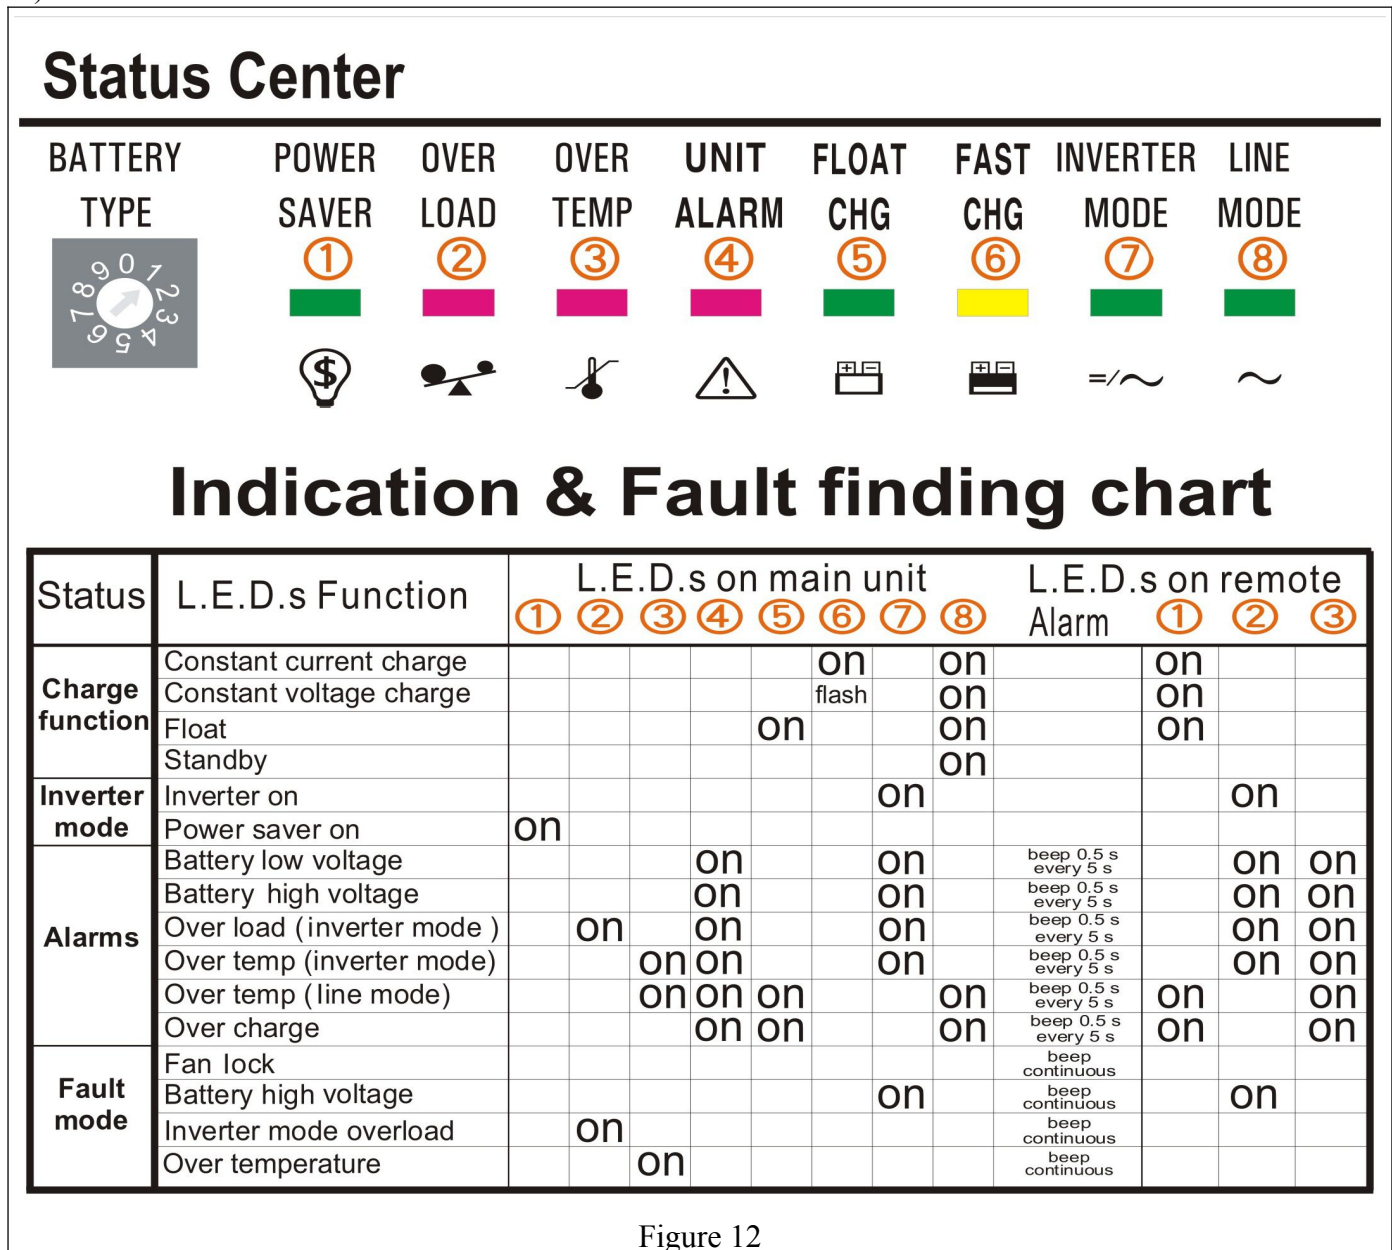 Status Center
BATTERY POWER OVER OVER UNIT FLOAT FAST INVERTER LINE
TYPE SAVER LOAD TEMP ALARM CHG CHG MODE MODE
① ② ③ ④ ⑤ ⑥ ⑦ ⑧
0 1 2 3 4 5 6 7 8 9
$ ! + − + − =/~ ~
Indication & Fault finding chart
Status L.E.D.s Function L.E.D.s on main unit L.E.D.s on remote
① ② ③ ④ ⑤ ⑥ ⑦ ⑧ Alarm ① ② ③
Charge function
Constant current charge on on on
Constant voltage charge flash on on
Float on on on
Standby on
Inverter mode
Inverter on on on
Power saver on on
Alarms
Battery low voltage on on beep 0.5 s every 5 s on on
Battery high voltage on on beep 0.5 s every 5 s on on
Over load (inverter mode) on on on beep 0.5 s every 5 s on on
Over temp (inverter mode) on on on beep 0.5 s every 5 s on on
Over temp (line mode) on on on on beep 0.5 s every 5 s on on
Over charge on on on beep 0.5 s every 5 s on on
Fault mode
Fan lock beep continuous
Battery high voltage on beep continuous on
Inverter mode overload on beep continuous
Over temperature on beep continuous
Figure 12